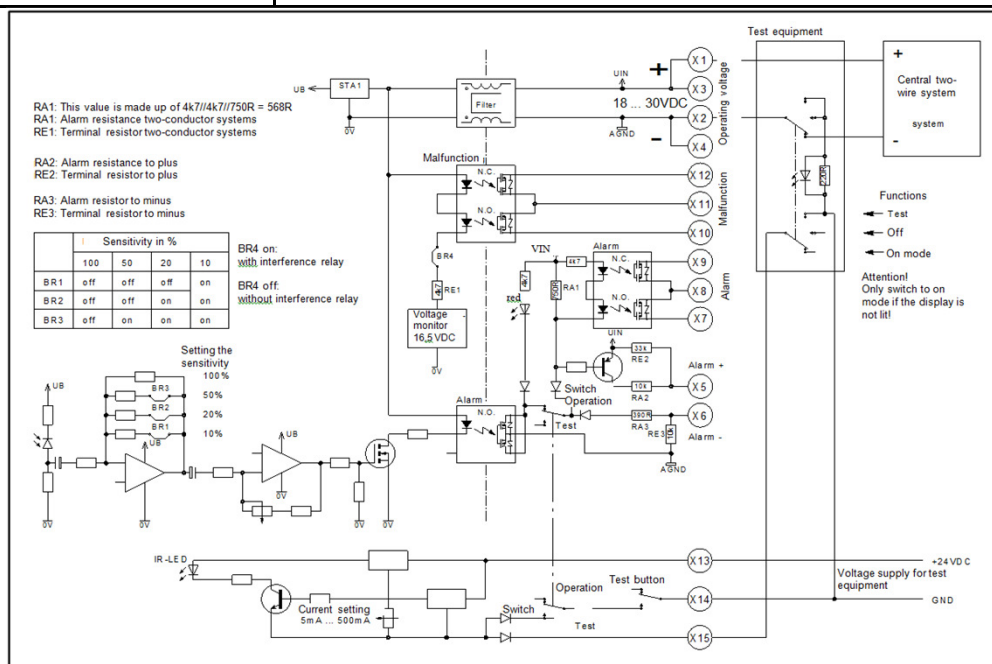 Test equipment
X1
+
UB
STA1
UIN
+
X3
Central two-
wire system
Filter
18 ... 30VDC
X2
0V
AGND
-
X4
-
Operating voltage
RA1: This value is made up of 4k7//4k7//750R = 568R
RA1: Alarm resistance two-conductor systems
RE1: Terminal resistor two-conductor systems
RA2: Alarm resistance to plus
RE2: Terminal resistor to plus
RA3: Alarm resistor to minus
RE3: Terminal resistor to minus
Malfunction
N.C.
X12
X11
N.O.
X10
Malfunction
220R
Functions
Test
Off
On mode
Attention!
Only switch to on
mode if the display is
not lit!
Sensitivity in %
100 50 20 10
BR1 off off off on
BR2 off off on on
BR3 off on on on
BR4 on:
with interference relay
BR4 off:
without interference relay
BR4
4k7
RE1
Voltage
monitor
16,5 VDC
0V
VIN
4k7
red
4k7
750R
RA1
Alarm
N.C.
X9
X8
N.O.
X7
Alarm
UIN
33k
RE2
Alarm +
10k
X5
RA2
Switch
Operation
Test
390R
X6
RA3
RE3
10k
Alarm -
AGND
Setting the
sensitivity
100%
BR3
50%
BR2
20%
BR1
10%
UB
UB
UB
Alarm
N.O.
0V
0V
0V
0V
0V
IR-LED
X13
+24VDC
Voltage supply for test
equipment
Operation
Test button
X14
GND
Current setting
5mA ... 500mA
Switch
Test
X15